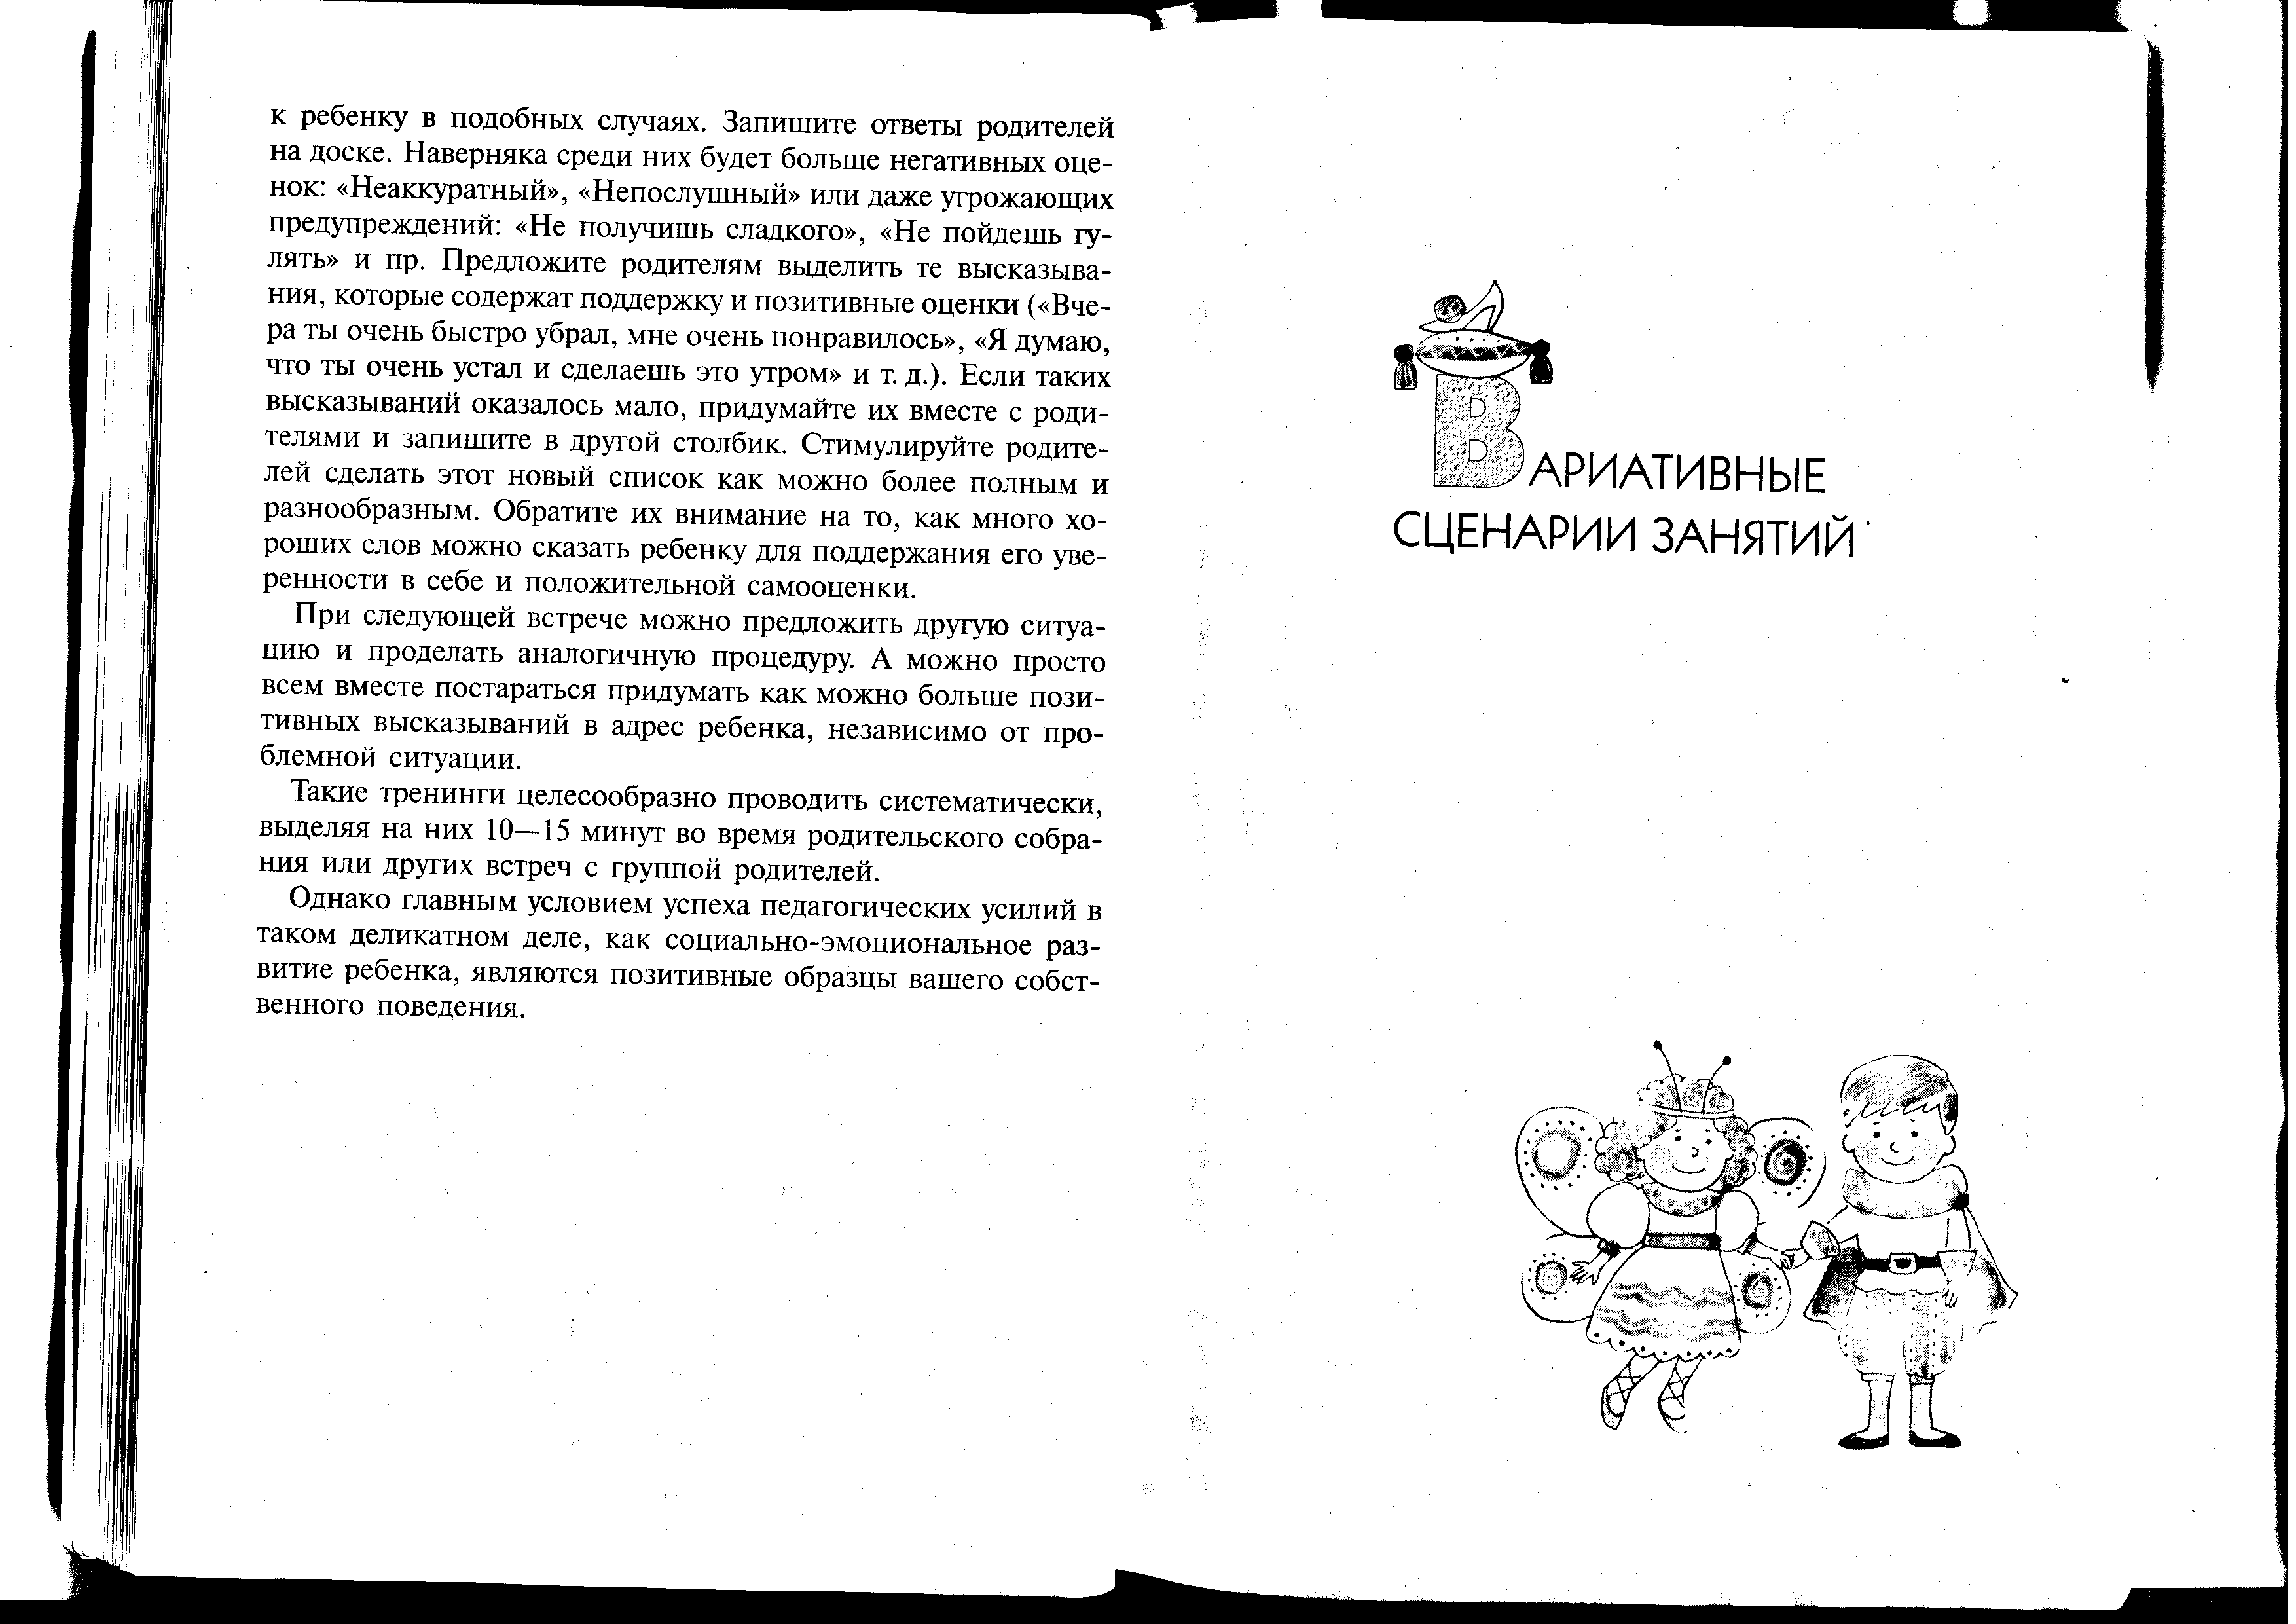 к ребенку в подобных случаях. Запишите ответы родителей
на доске. Наверняка среди них будет больше негативных оце-
нок: «Неаккуратный», «Непослушный» или даже угрожающих
предупреждений: «Не получишь сладкого», «Не пойдешь гу-
лять» и пр. Предложите родителям выделить те высказыва-
ния, которые содержат поддержку и позитивные оценки («Вче-
ра ты очень быстро убрал, мне очень понравилось», «Я думаю,
что ты очень устал и сделаешь это утром» и т. д.). Если таких
высказываний оказалось мало, придумайте их вместе с роди-
телями и запишите в другой столбик. Стимулируйте родите-
лей сделать этот новый список как можно более полным и
разнообразным. Обратите их внимание на то, как много хо-
роших слов можно сказать ребенку для поддержания его уве-
ренности в себе и положительной самооценки.
При следующей встрече можно предложить другую ситуа-
цию и проделать аналогичную процедуру. А можно просто
всем вместе постараться придумать как можно больше пози-
тивных высказываний в адрес ребенка, независимо от про-
блемной ситуации.
Такие тренинги целесообразно проводить систематически,
выделяя на них 10—15 минут во время родительского собра-
ния или других встреч с группой родителей.
Однако главным условием успеха педагогических усилий в
таком деликатном деле, как социально-эмоциональное раз-
витие ребенка, являются позитивные образцы вашего собст-
венного поведения.
ВАРИАТИВНЫЕ
СЦЕНАРИИ ЗАНЯТИЙ